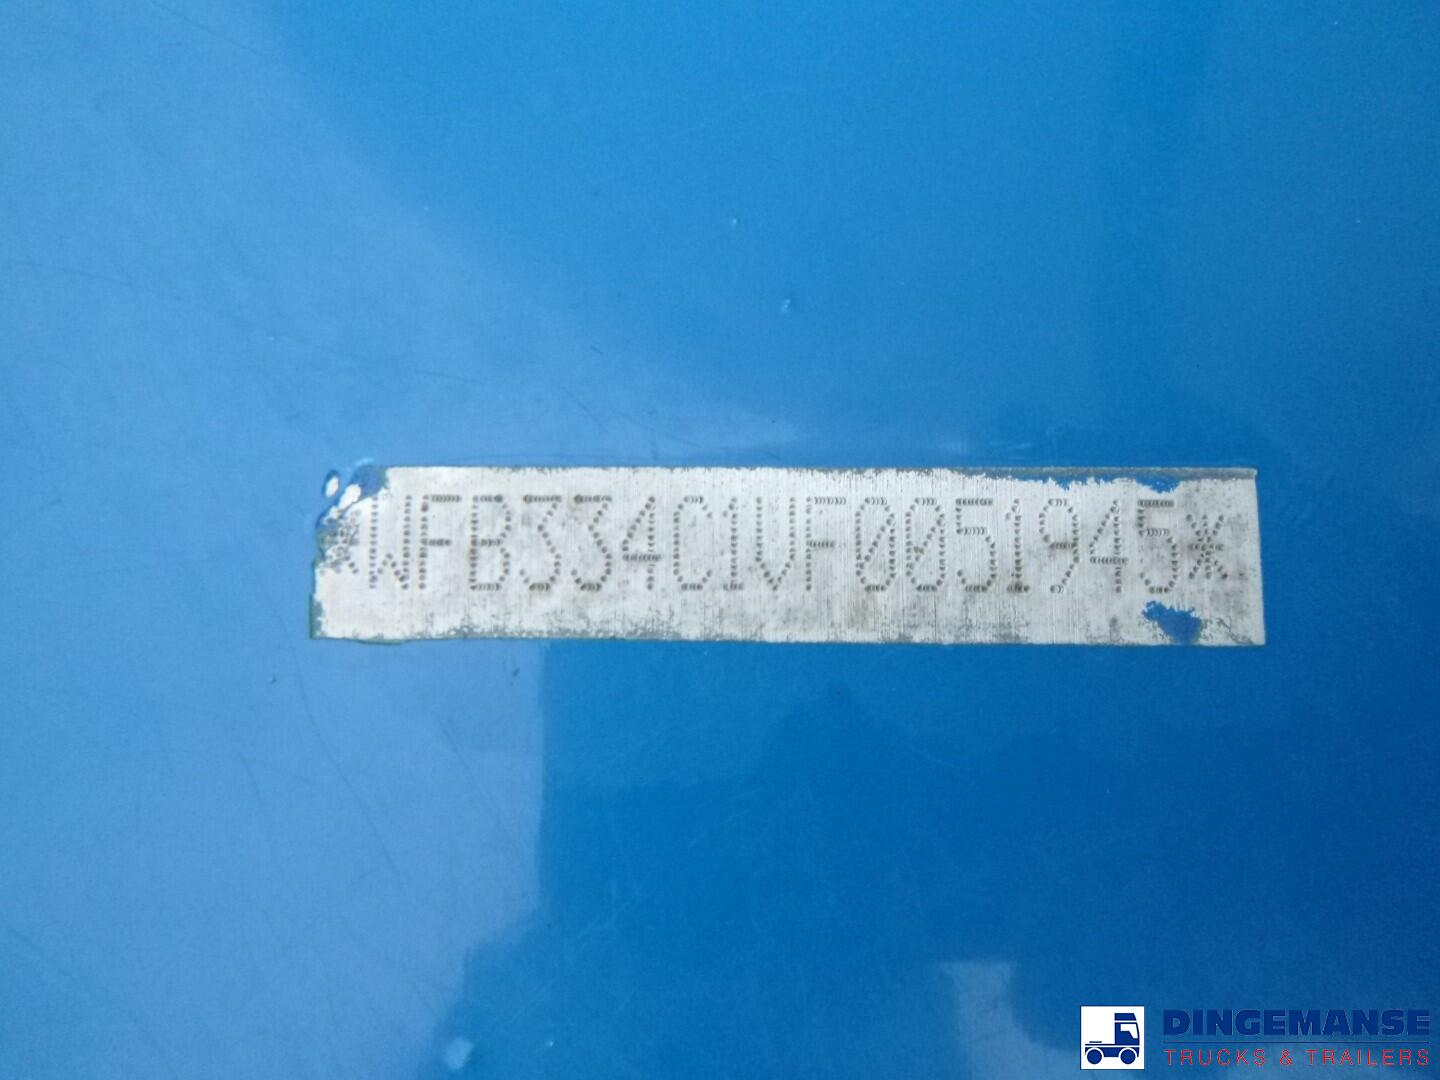 *WFB334C1VF0051945*
DINGEMANSE
TRUCKS & TRAILERS